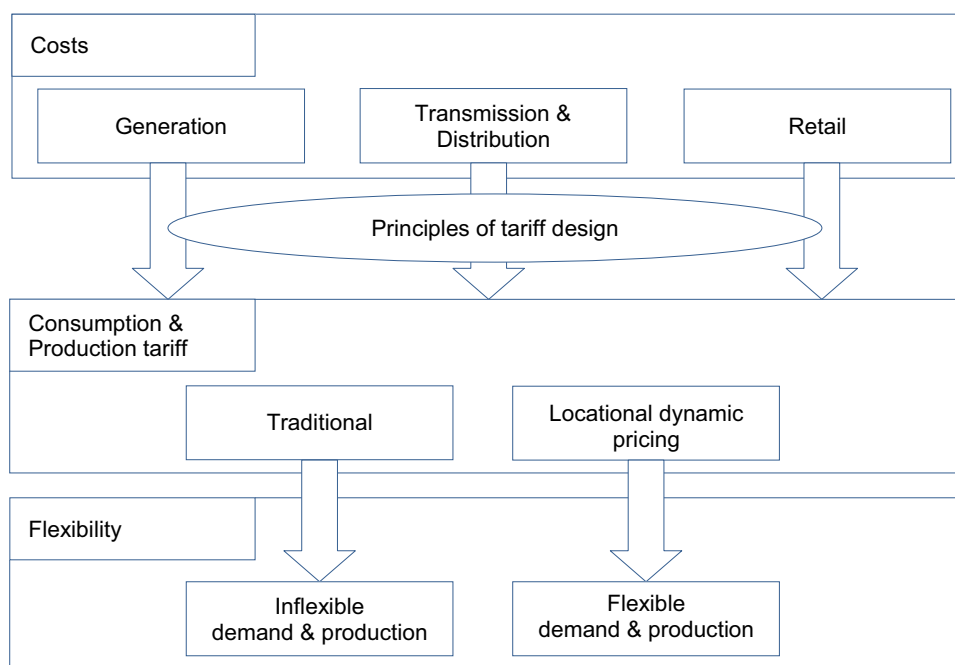 Costs
Generation
Transmission &
Distribution
Retail
Principles of tariff design
Consumption &
Production tariff
Traditional
Locational dynamic
pricing
Flexibility
Inflexible
demand & production
Flexible
demand & production